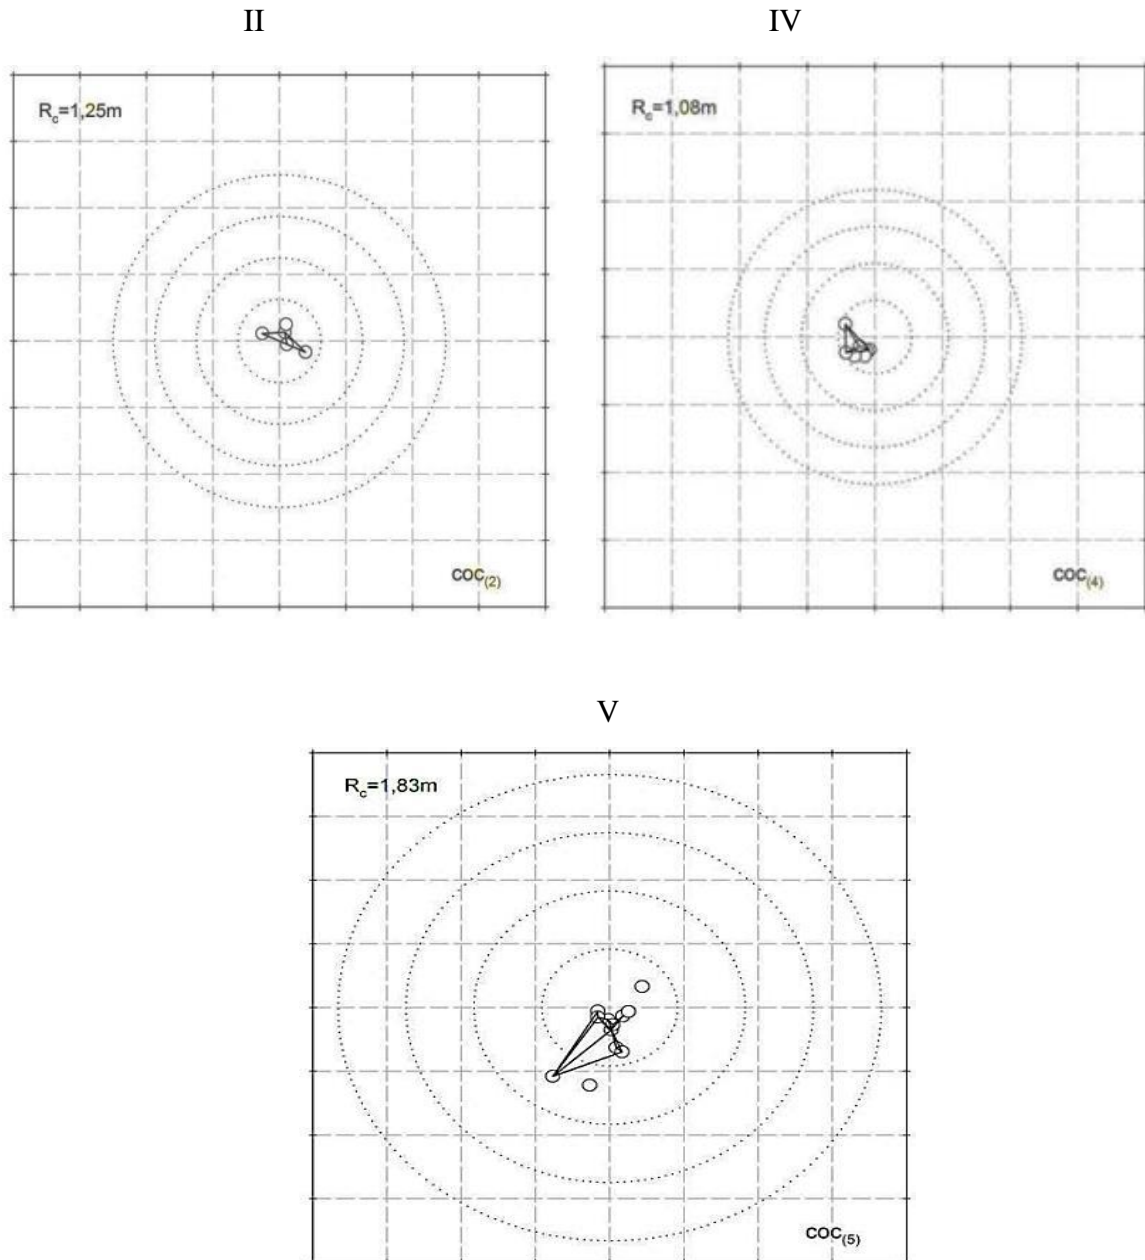 II
IV
R_c=1,25m
R_c=1,08m
COC_(2)
COC_(4)
V
R_c=1,83m
COC_(5)